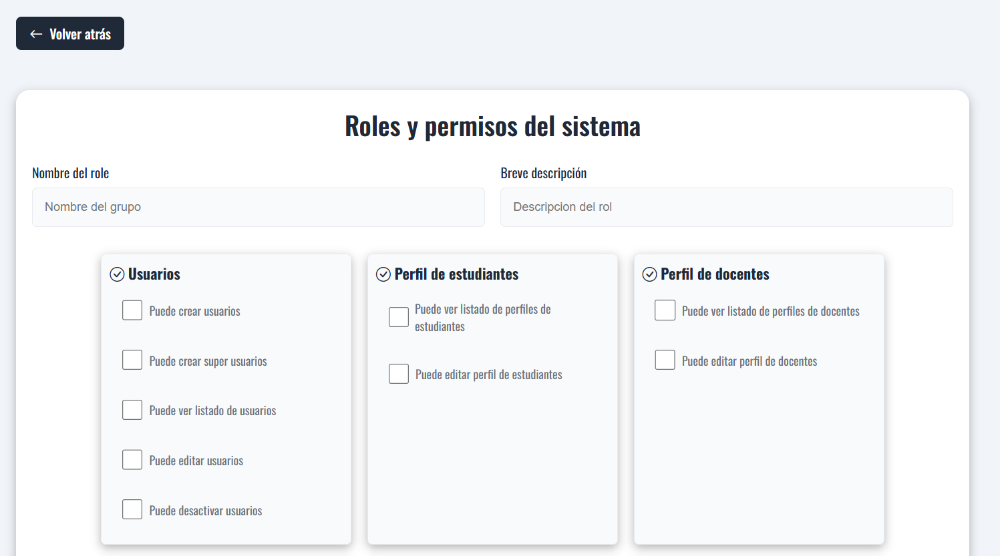 Volver atrás
Roles y permisos del sistema
Nombre del role
Breve descripción
Nombre del grupo
Descripcion del rol
Usuarios
Puede crear usuarios
Puede crear super usuarios
Puede ver listado de usuarios
Puede editar usuarios
Puede desactivar usuarios
Perfil de estudiantes
Puede ver listado de perfiles de
estudiantes
Puede editar perfil de estudiantes
Perfil de docentes
Puede ver listado de perfiles de docentes
Puede editar perfil de docentes